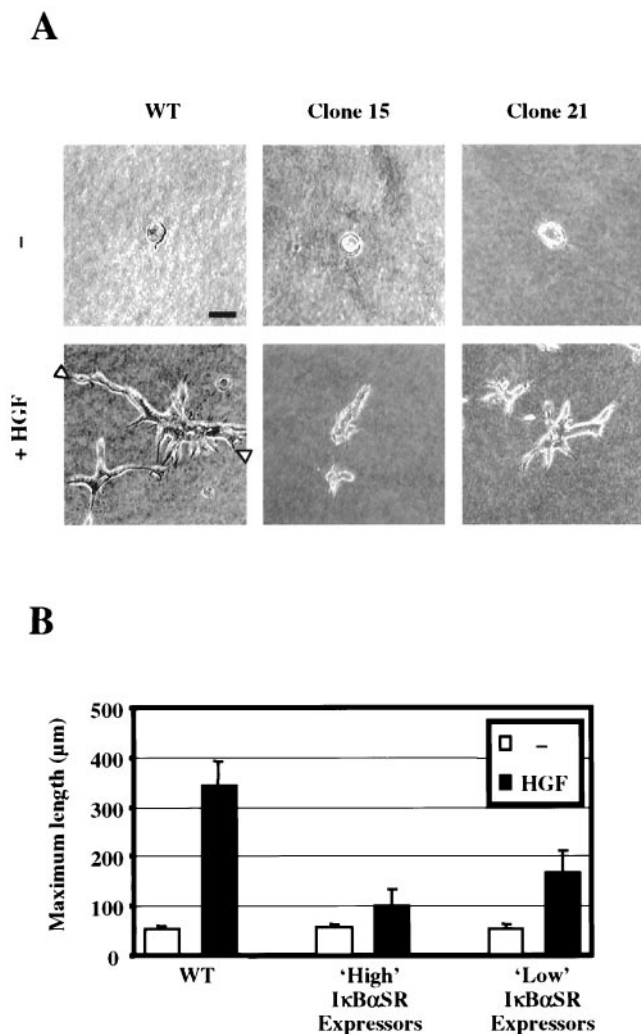 A
WT Clone 15 Clone 21
–
+ HGF
B
Maximum length (μm)
500
400
300
200
100
0
–
HGF
WT
'High'
IκBαSR
Expressors
'Low'
IκBαSR
Expressors